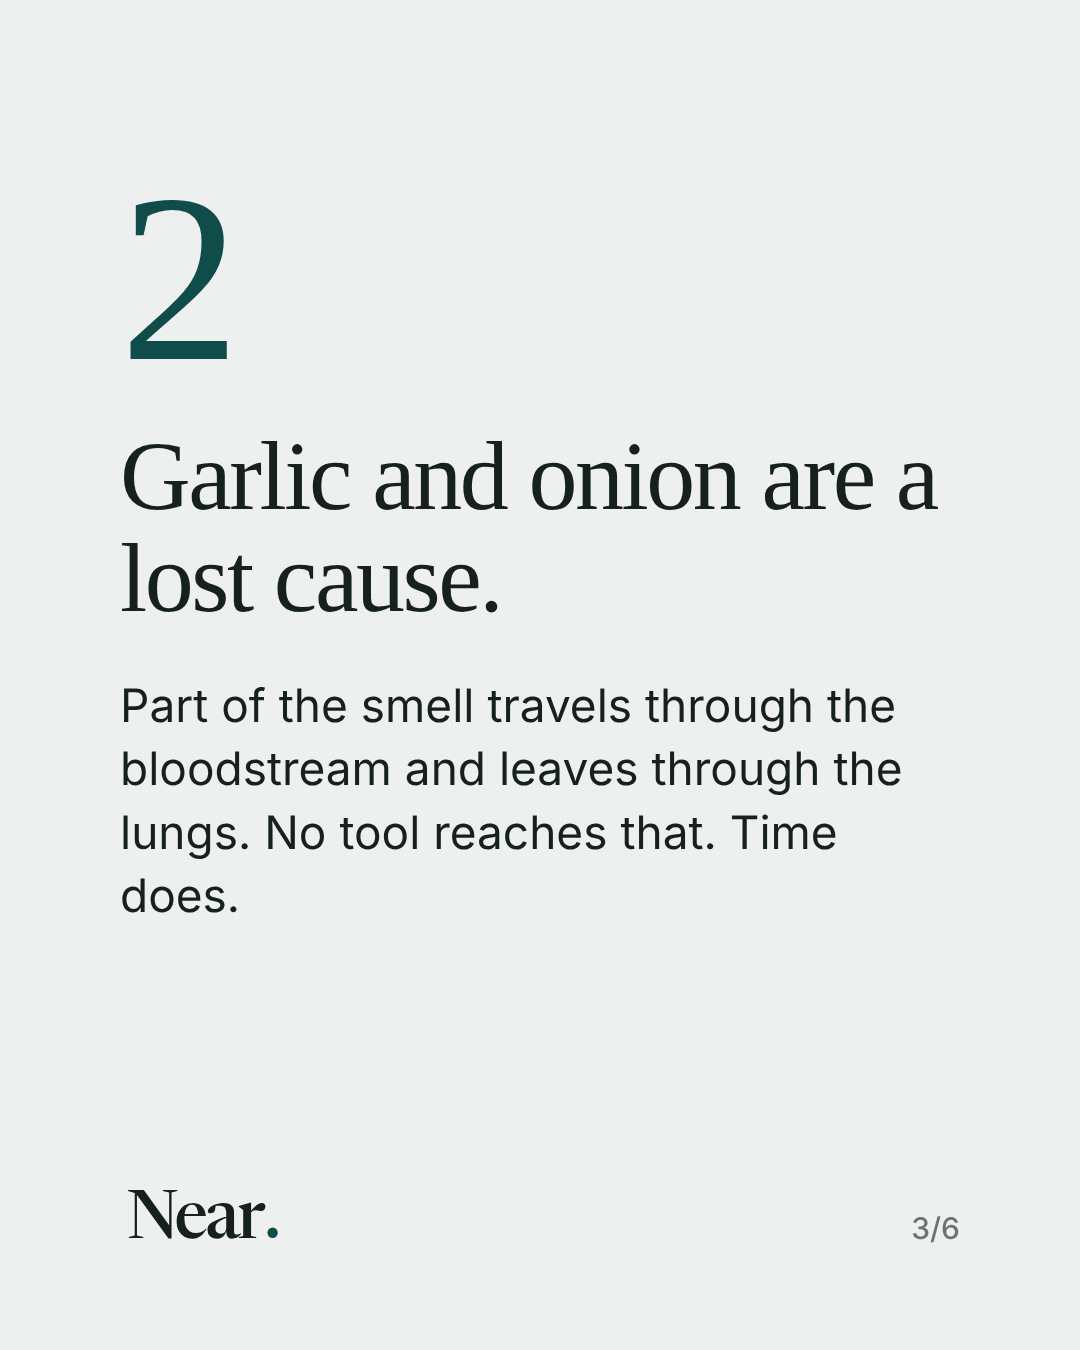 2
Garlic and onion are a
lost cause.
Part of the smell travels through the
bloodstream and leaves through the
lungs. No tool reaches that. Time
does.
Near.
3/6